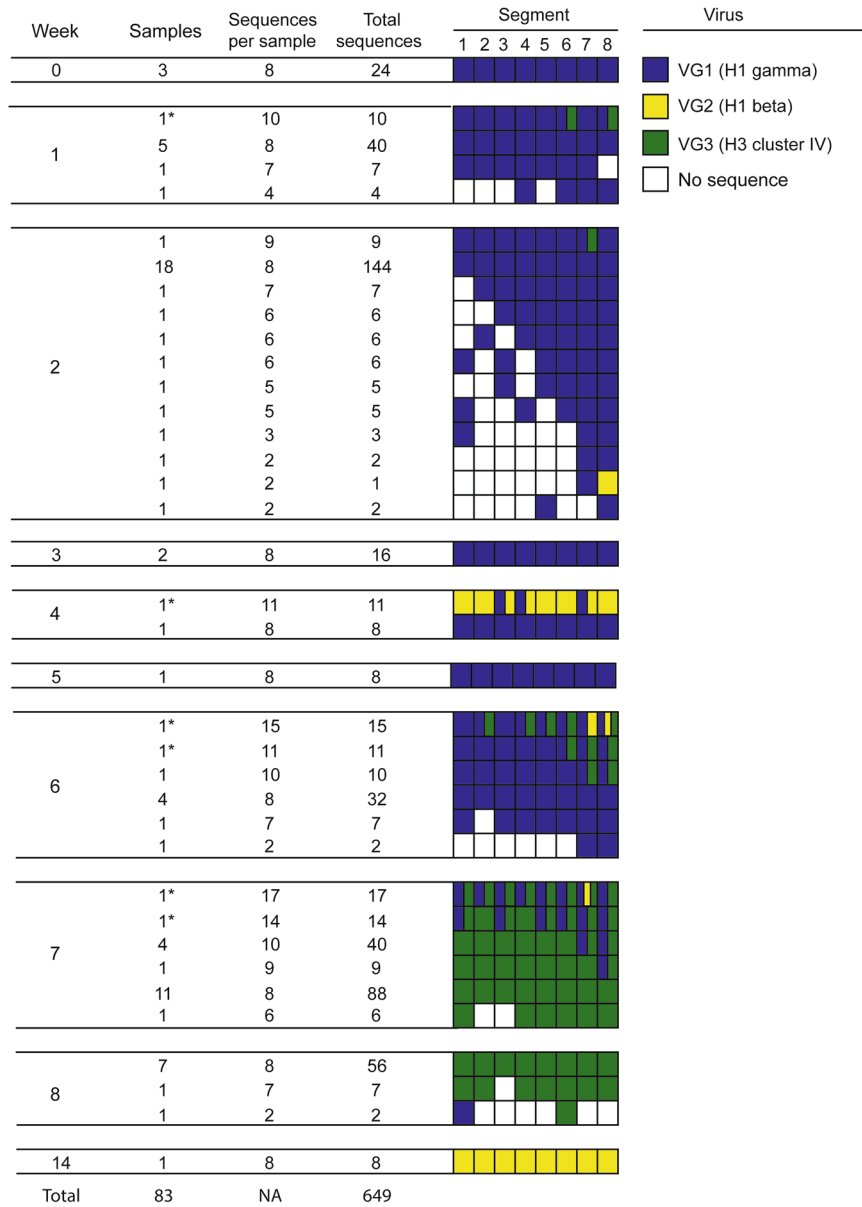 Week Samples Sequences per sample Total sequences Segment Virus
1 2 3 4 5 6 7 8
0 3 8 24
VG1 (H1 gamma)
VG2 (H1 beta)
VG3 (H3 cluster IV)
No sequence
1
1* 10 10
5 8 40
1 7 7
1 4 4
2
1 9 9
18 8 144
1 7 7
1 6 6
1 6 6
1 6 6
1 5 5
1 5 5
1 3 3
1 2 2
1 2 1
1 2 2
3 2 8 16
4
1* 11 11
1 8 8
5 1 8 8
6
1* 15 15
1* 11 11
1 10 10
4 8 32
1 7 7
1 2 2
7
1* 17 17
1* 14 14
4 10 40
1 9 9
11 8 88
1 6 6
8
7 8 56
1 7 7
1 2 2
14 1 8 8
Total 83 NA 649